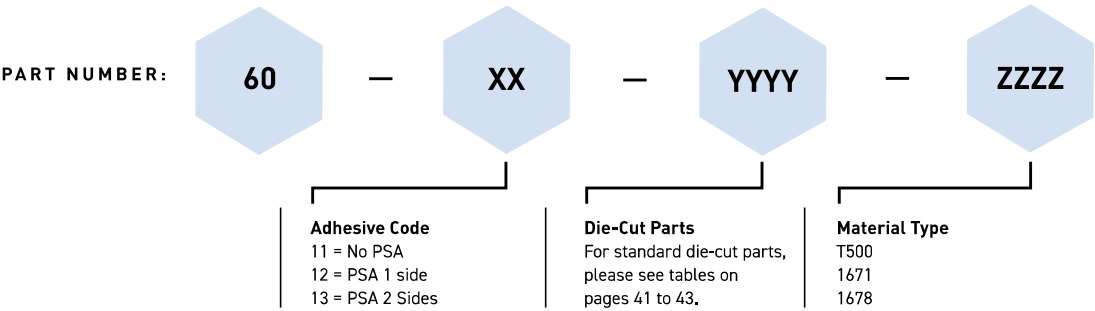 PART NUMBER: 60 — XX — YYYY — ZZZZ
Adhesive Code
11 = No PSA
12 = PSA 1 side
13 = PSA 2 Sides
Die-Cut Parts
For standard die-cut parts,
please see tables on
pages 41 to 43.
Material Type
T500
1671
1678